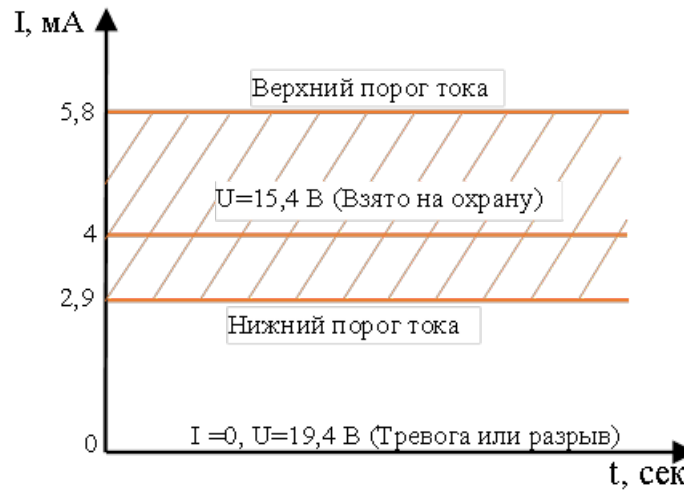 I, мА
Верхний порог тока
5,8
U=15,4 В (Взято на охрану)
4
2,9
Нижний порог тока
0
I =0, U=19,4 В (Тревога или разрыв)
t, сек